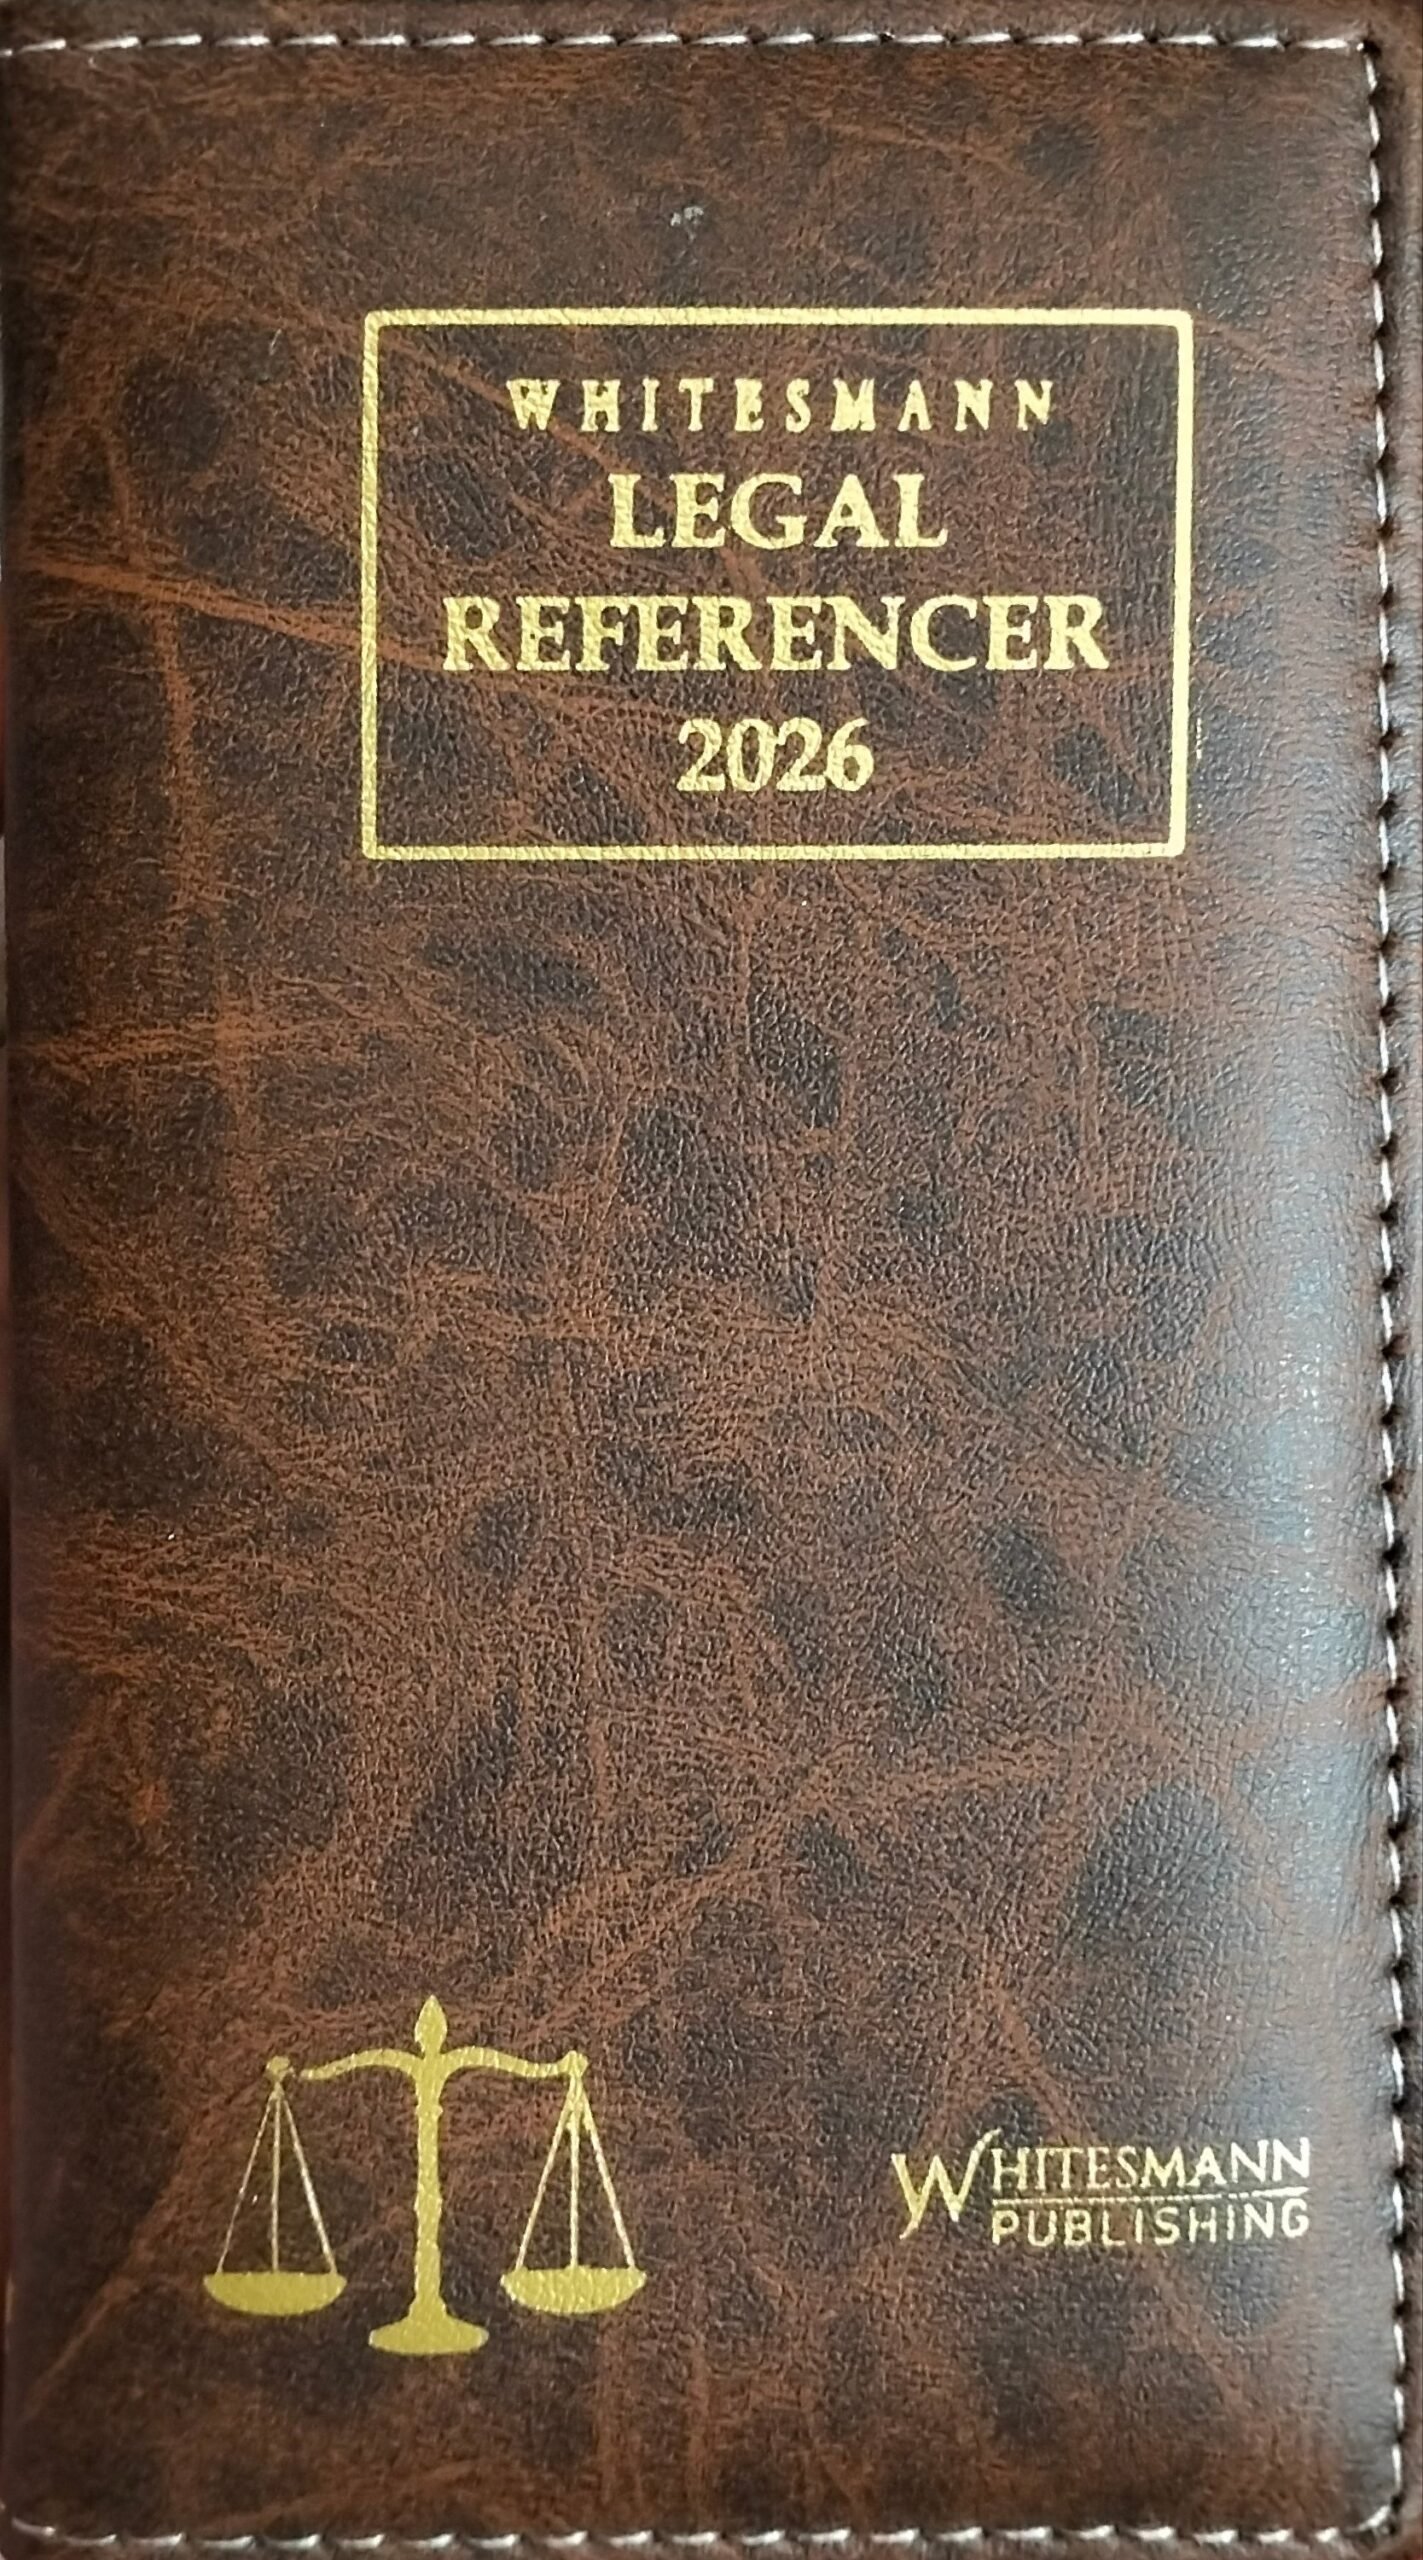 WHITESMANN
LEGAL
REFERENCER
2026
WHITESMANN
PUBLISHING